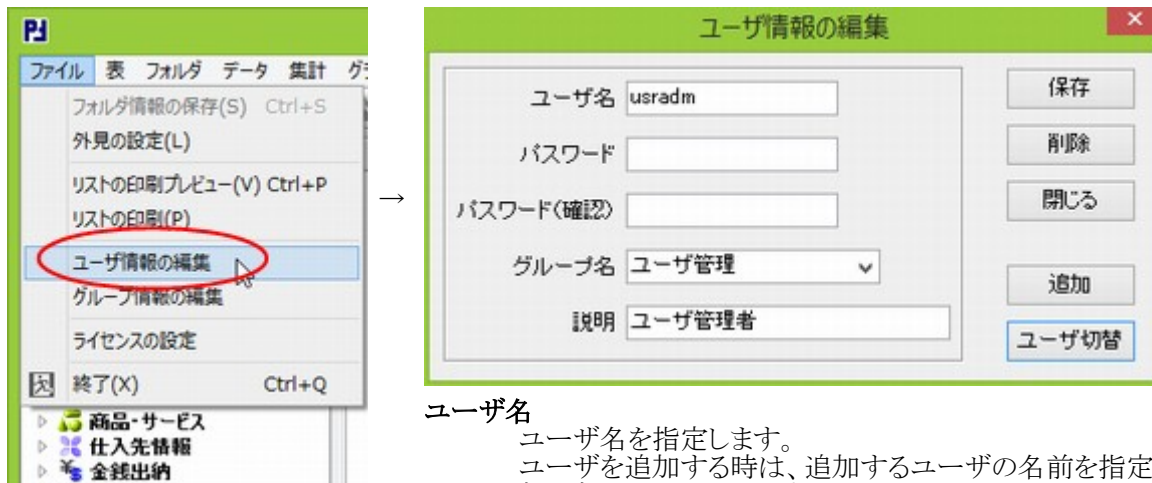 ファイル 表 フォルダ データ 集計
フォルダ情報の保存(S) Ctrl+S
外見の設定(L)
リストの印刷プレビュー(V) Ctrl+P
リストの印刷(P)
ユーザ情報の編集
グループ情報の編集
ライセンスの設定
終了(X) Ctrl+Q
商品・サービス
仕入先情報
金銭出納
→
ユーザ情報の編集
ユーザ名 usradm
パスワード
パスワード(確認)
グループ名 ユーザ管理
説明 ユーザ管理者
保存
削除
閉じる
追加
ユーザ切替
ユーザ名
ユーザ名を指定します。
ユーザを追加する時は、追加するユーザの名前を指定